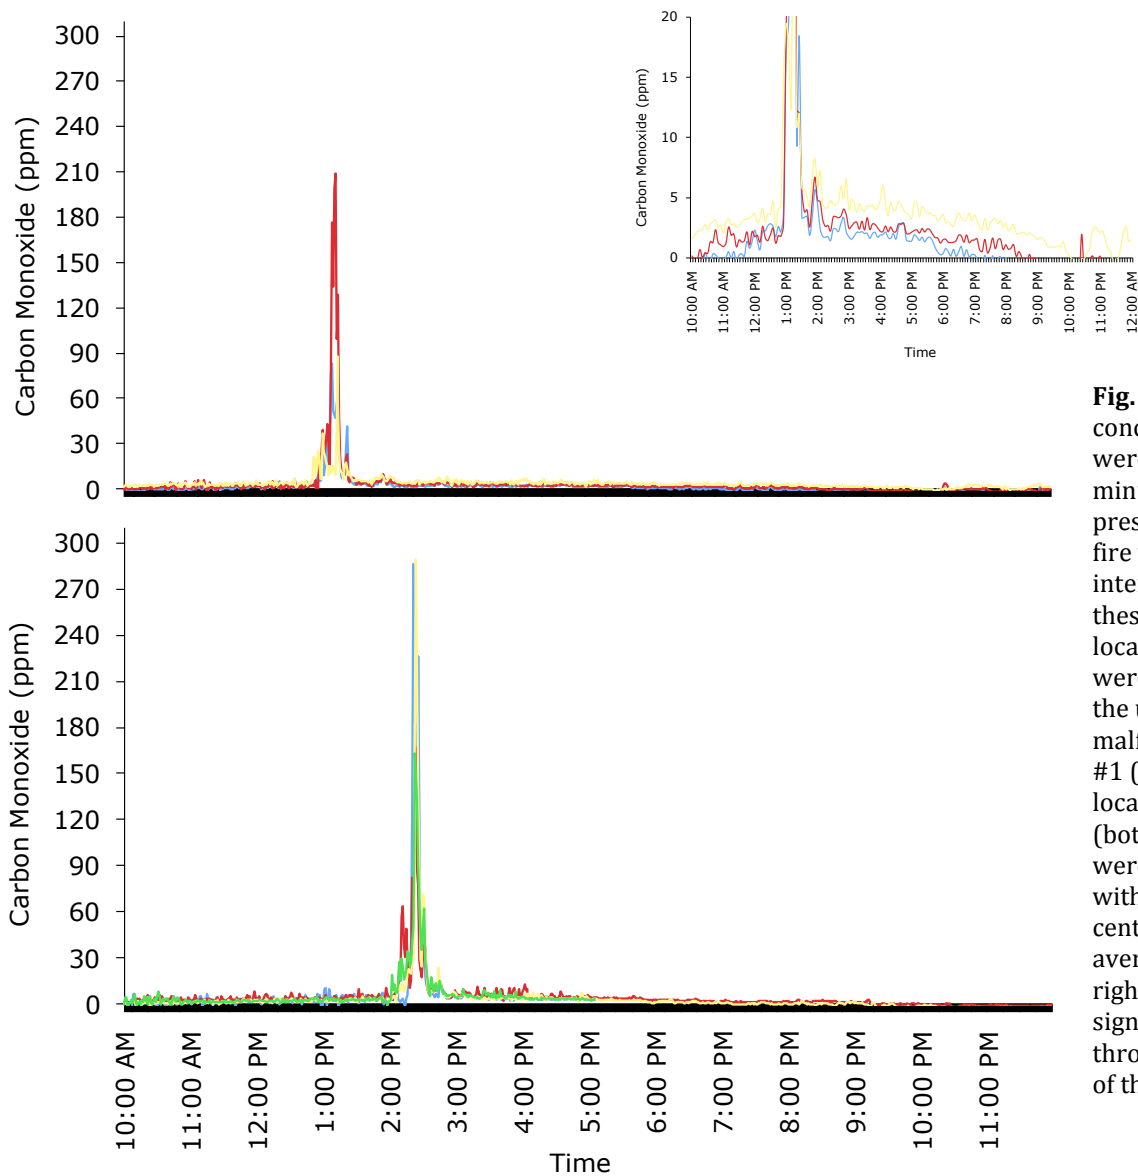 300
270
240
210
180
150
120
90
60
30
0
Carbon Monoxide (ppm)
20
15
10
5
0
Carbon Monoxide (ppm)
10:00 AM
11:00 AM
12:00 PM
1:00 PM
2:00 PM
3:00 PM
4:00 PM
5:00 PM
6:00 PM
7:00 PM
8:00 PM
9:00 PM
10:00 PM
11:00 PM
12:00 AM
Time
300
270
240
210
180
150
120
90
60
30
0
Carbon Monoxide (ppm)
10:00 AM
11:00 AM
12:00 PM
1:00 PM
2:00 PM
3:00 PM
4:00 PM
5:00 PM
6:00 PM
7:00 PM
8:00 PM
9:00 PM
10:00 PM
11:00 PM
Time
Fig.
conc
wer
min
pres
fire
inte
thes
loca
wer
the u
malf
#1 (
loca
(bot
wer
with
cent
aver
righ
sign
thro
of th